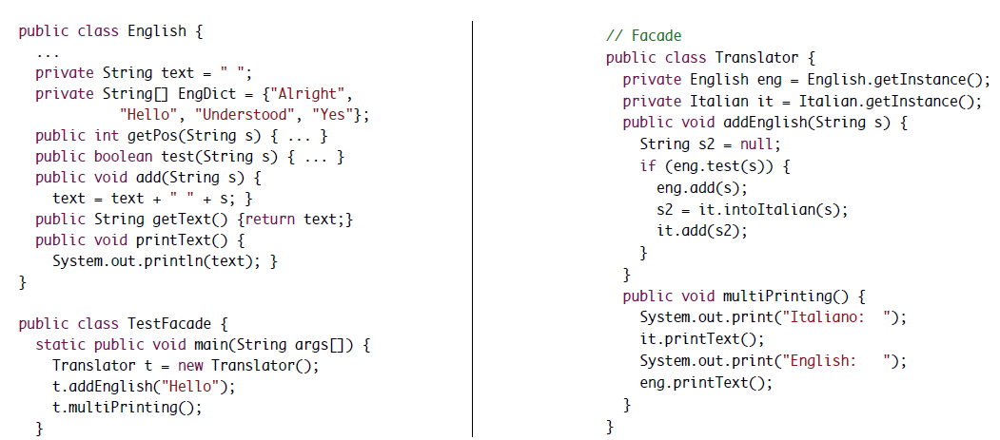 public class English {
...
private String text = " ";
private String[] EngDict = {"Alright",
"Hello", "Understood", "Yes"};
public int getPos(String s) { ... }
public boolean test(String s) { ... }
public void add(String s) {
text = text + " " + s; }
public String getText() {return text;}
public void printText() {
System.out.println(text); }
}
public class TestFacade {
static public void main(String args[]) {
Translator t = new Translator();
t.addEnglish("Hello");
t.multiPrinting();
}
// Facade
public class Translator {
private English eng = English.getInstance();
private Italian it = Italian.getInstance();
public void addEnglish(String s) {
String s2 = null;
if (eng.test(s)) {
eng.add(s);
s2 = it.intoItalian(s);
it.add(s2);
}
}
public void multiPrinting() {
System.out.print("Italiano:  ");
it.printText();
System.out.print("English:   ");
eng.printText();
}
}